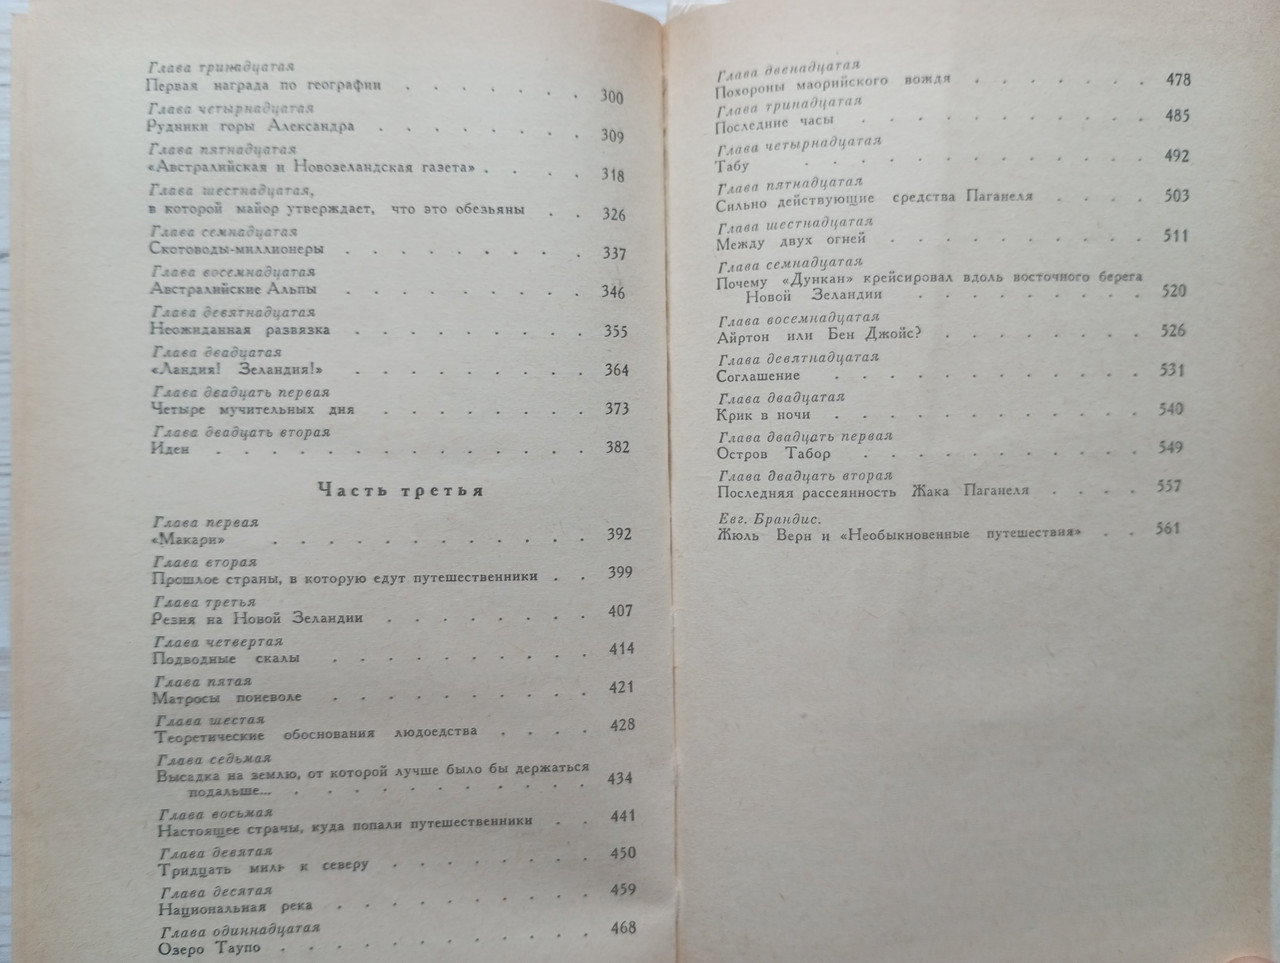 Глава тринадцатая
Первая награда по географии . . . . . . . 300
Глава четырнадцатая
Рудники горы Александра . . . . . . . . 309
Глава пятнадцатая
«Австралийская и Новозеландская газета» . . . . 318
Глава шестнадцатая,
в которой майор утверждает, что это обезьяны . . 326
Глава семнадцатая
Скотоводы-миллионеры . . . . . . . . . 337
Глава восемнадцатая
Австралийские Альпы . . . . . . . . . 346
Глава девятнадцатая
Неожиданная развязка . . . . . . . . . 355
Глава двадцатая
«Ландия! Зеландия!» . . . . . . . . . 364
Глава двадцать первая
Четыре мучительных дня . . . . . . . . 373
Глава двадцать вторая
Иден . . . . . . . . . . . . . . 382
Часть третья
Глава первая
«Макари» . . . . . . . . . . . . 392
Глава вторая
Прошлое страны, в которую едут путешественники . . 399
Глава третья
Резня на Новой Зеландии . . . . . . . . 407
Глава четвертая
Подводные скалы . . . . . . . . . . 414
Глава пятая
Матросы поневоле . . . . . . . . . . 421
Глава шестая
Теоретические обоснования людоедства . . . . 428
Глава седьмая
Высадка на землю, от которой лучше было бы держаться
подальше... . . . . . . . . . . . 434
Глава восьмая
Настоящее страны, куда попали путешественники . . 441
Глава девятая
Тридцать миль к северу . . . . . . . . 450
Глава десятая
Национальная река . . . . . . . . . . 459
Глава одиннадцатая
Озеро Таупо . . . . . . . . . . . . 468
Глава двенадцатая
Похороны маорийского вождя . . . . . . . 478
Глава тринадцатая
Последние часы . . . . . . . . . . . 485
Глава четырнадцатая
Табу . . . . . . . . . . . . . 492
Глава пятнадцатая
Сильно действующие средства Паганеля . . . . 503
Глава шестнадцатая
Между двух огней . . . . . . . . . . 511
Глава семнадцатая
Почему «Дункан» крейсировал вдоль восточного берега
Новой Зеландии . . . . . . . . . 520
Глава восемнадцатая
Айртон или Бен Джойс? . . . . . . . . 526
Глава девятнадцатая
Соглашение . . . . . . . . . . . . 531
Глава двадцатая
Крик в ночи . . . . . . . . . . . . 540
Глава двадцать первая
Остров Табор . . . . . . . . . . . 549
Глава двадцать вторая
Последняя рассеянность Жака Паганеля . . . . 557
Евг. Брандис.
Жюль Верн и «Необыкновенные путешествия» . . 561